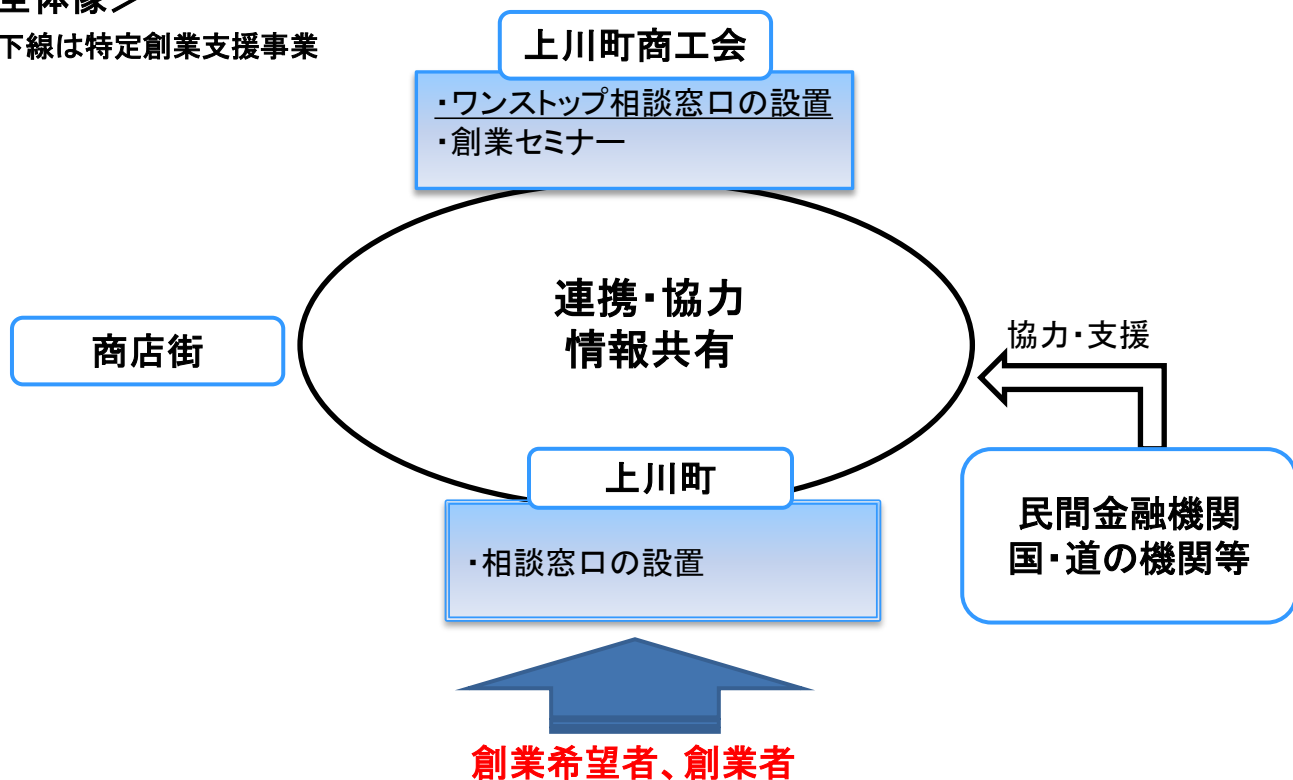 全体像>
下線は特定創業支援事業
上川町商工会
・ワンストップ相談窓口の設置
・創業セミナー
連携・協力
情報共有
商店街
協力・支援
上川町
・相談窓口の設置
民間金融機関
国・道の機関等
創業希望者、創業者